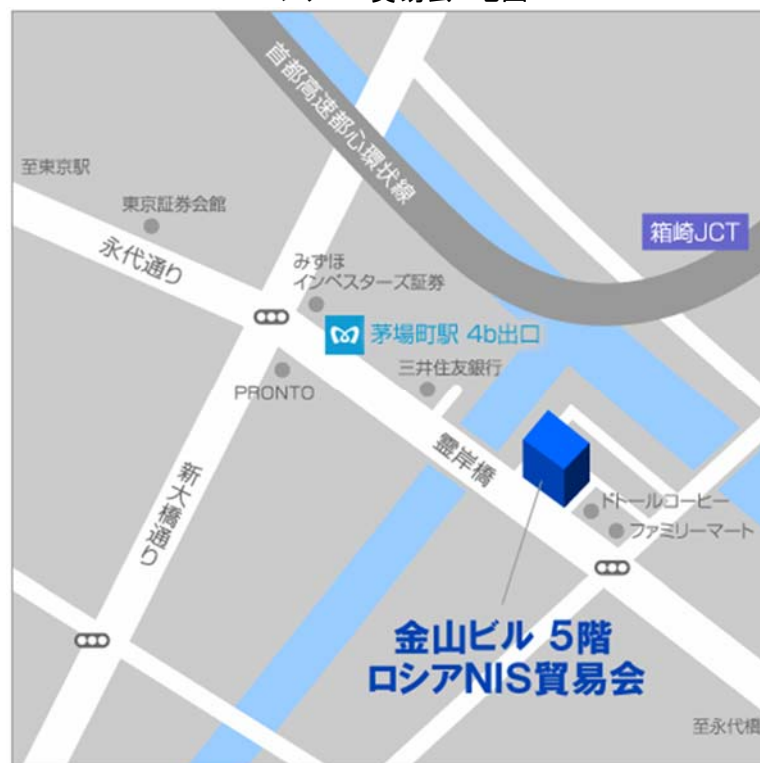 首都高速都心環状線
至東京駅
東京証券会館
永代通り
箱崎JCT
みずほ
インベスターズ証券
茅場町駅 4b出口
三井住友銀行
PRONTO
霊岸橋
新大橋通り
ドトールコーヒー
ファミリーマート
金山ビル 5階
ロシアNIS貿易会
至永代橋